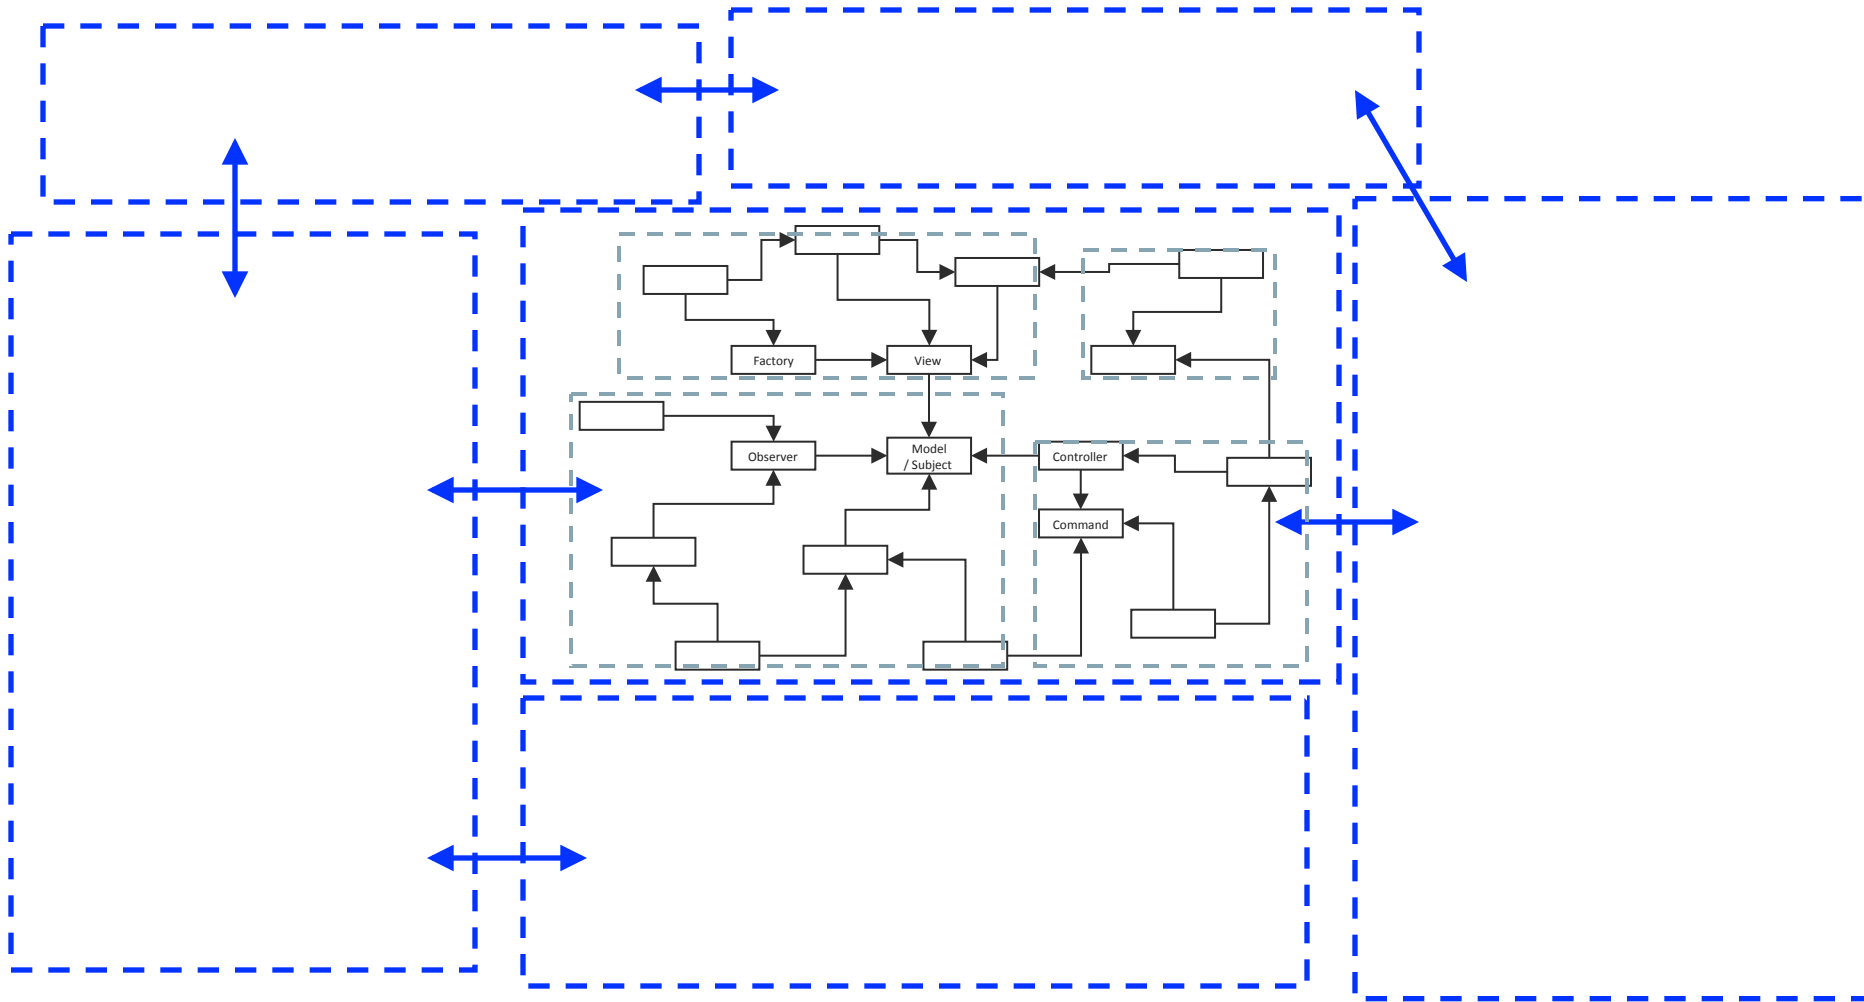 Factory
View
Observer
Model
/ Subject
Controller
Command